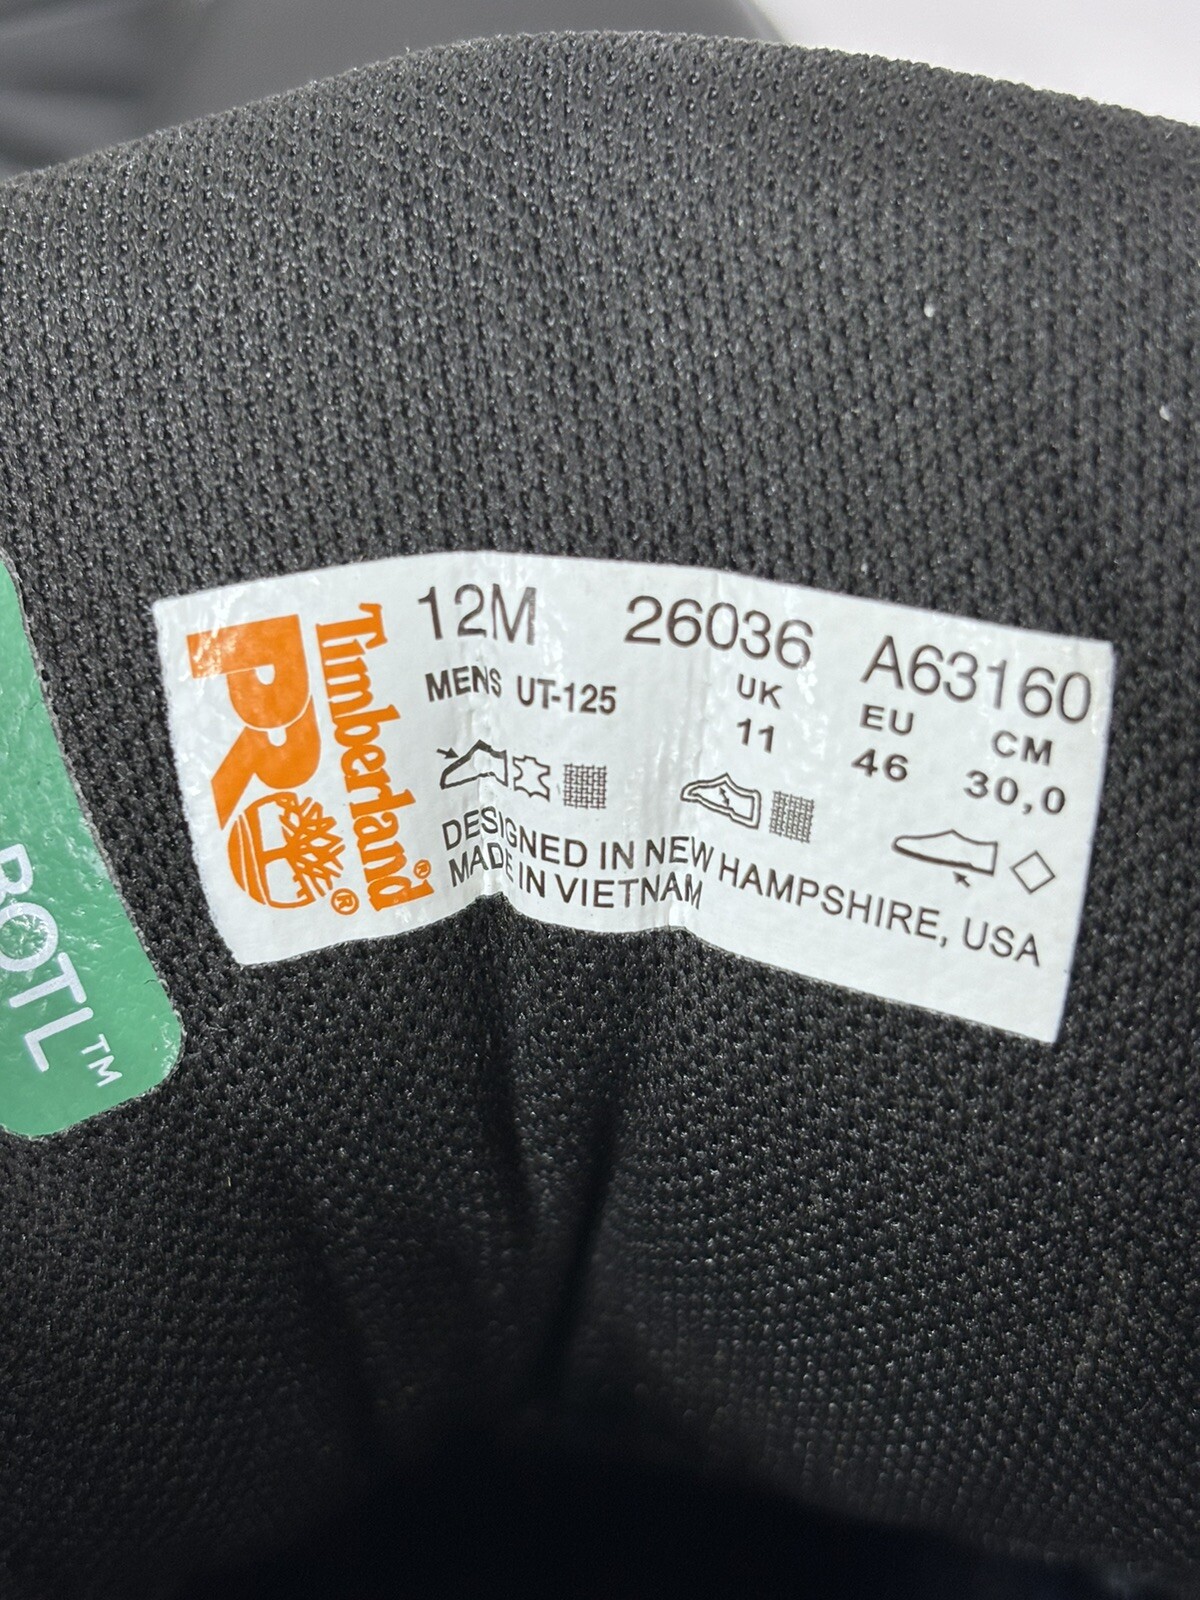 Timberland®
PRO®
12M 26036 A63160
MENS UT-125 UK EU CM
11 46 30,0
DESIGNED IN NEW HAMPSHIRE, USA
MADE IN VIETNAM
BOTL™